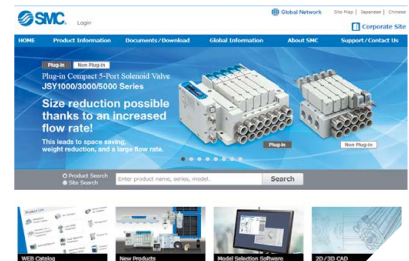 SMC
Login
Global Network
Site Map | Japanese | Chinese
Corporate Site
HOME
Product Information
Documents/Download
Global Information
About SMC
Support/Contact Us
Plug-in
Non Plug-in
Plug-in Compact 5-Port Solenoid Valve
JSY1000/3000/5000 Series
Size reduction possible
thanks to an increased
flow rate!
This leads to space saving,
weight reduction, and a large flow rate.
Plug-in
Non Plug-in
Product Search
Site Search
Enter product name, series, model.
Search
WEB Catalog
New Products
Model Selection Software
2D/3D CAD